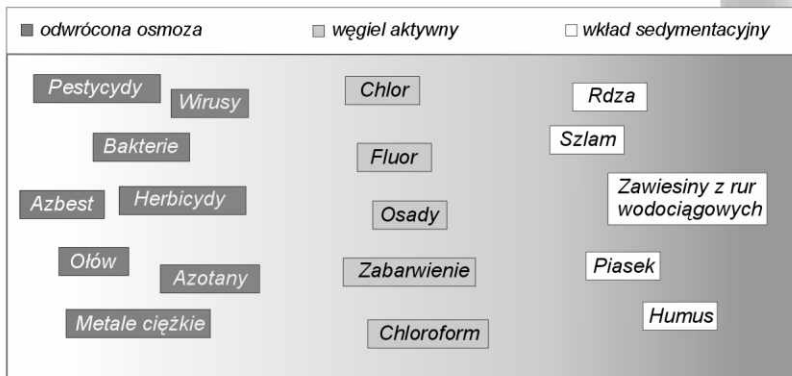 odwrócona osmoza
węgiel aktywny
wkład sedymentacyjny
Pestycydy
Wirusy
Bakterie
Azbest
Herbicydy
Ołów
Azotany
Metale ciężkie
Chlor
Fluor
Osady
Zabarwienie
Chloroform
Rdza
Szlam
Zawiesiny z rur
wodociągowych
Piasek
Humus